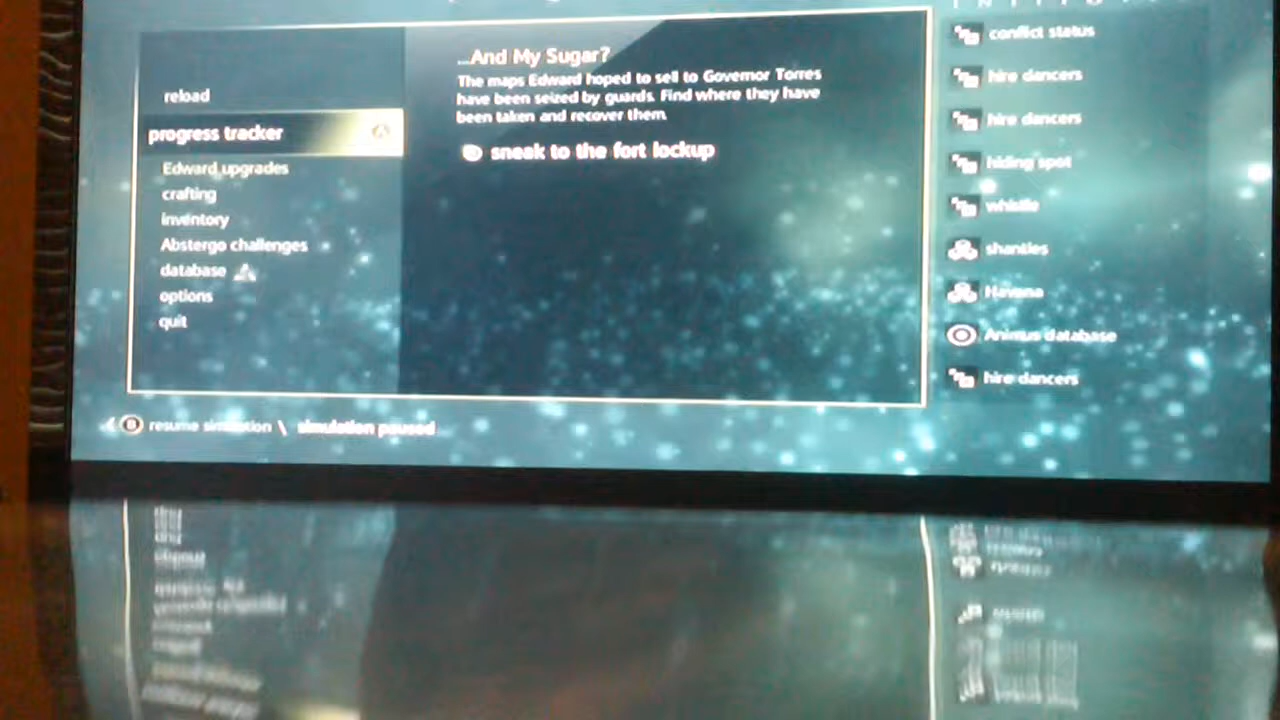 reload
progress tracker
Edward upgrades
crafting
inventory
Abstergo challenges
database
options
quit
...And My Sugar?
The maps Edward hoped to sell to Governor Torres
have been seized by guards. Find where they have
been taken and recover them.
sneak to the fort lockup
conflict status
hire dancers
hire dancers
hiding spot
whistle
shanties
Havana
Animus database
hire dancers
B resume simulation \ simulation paused